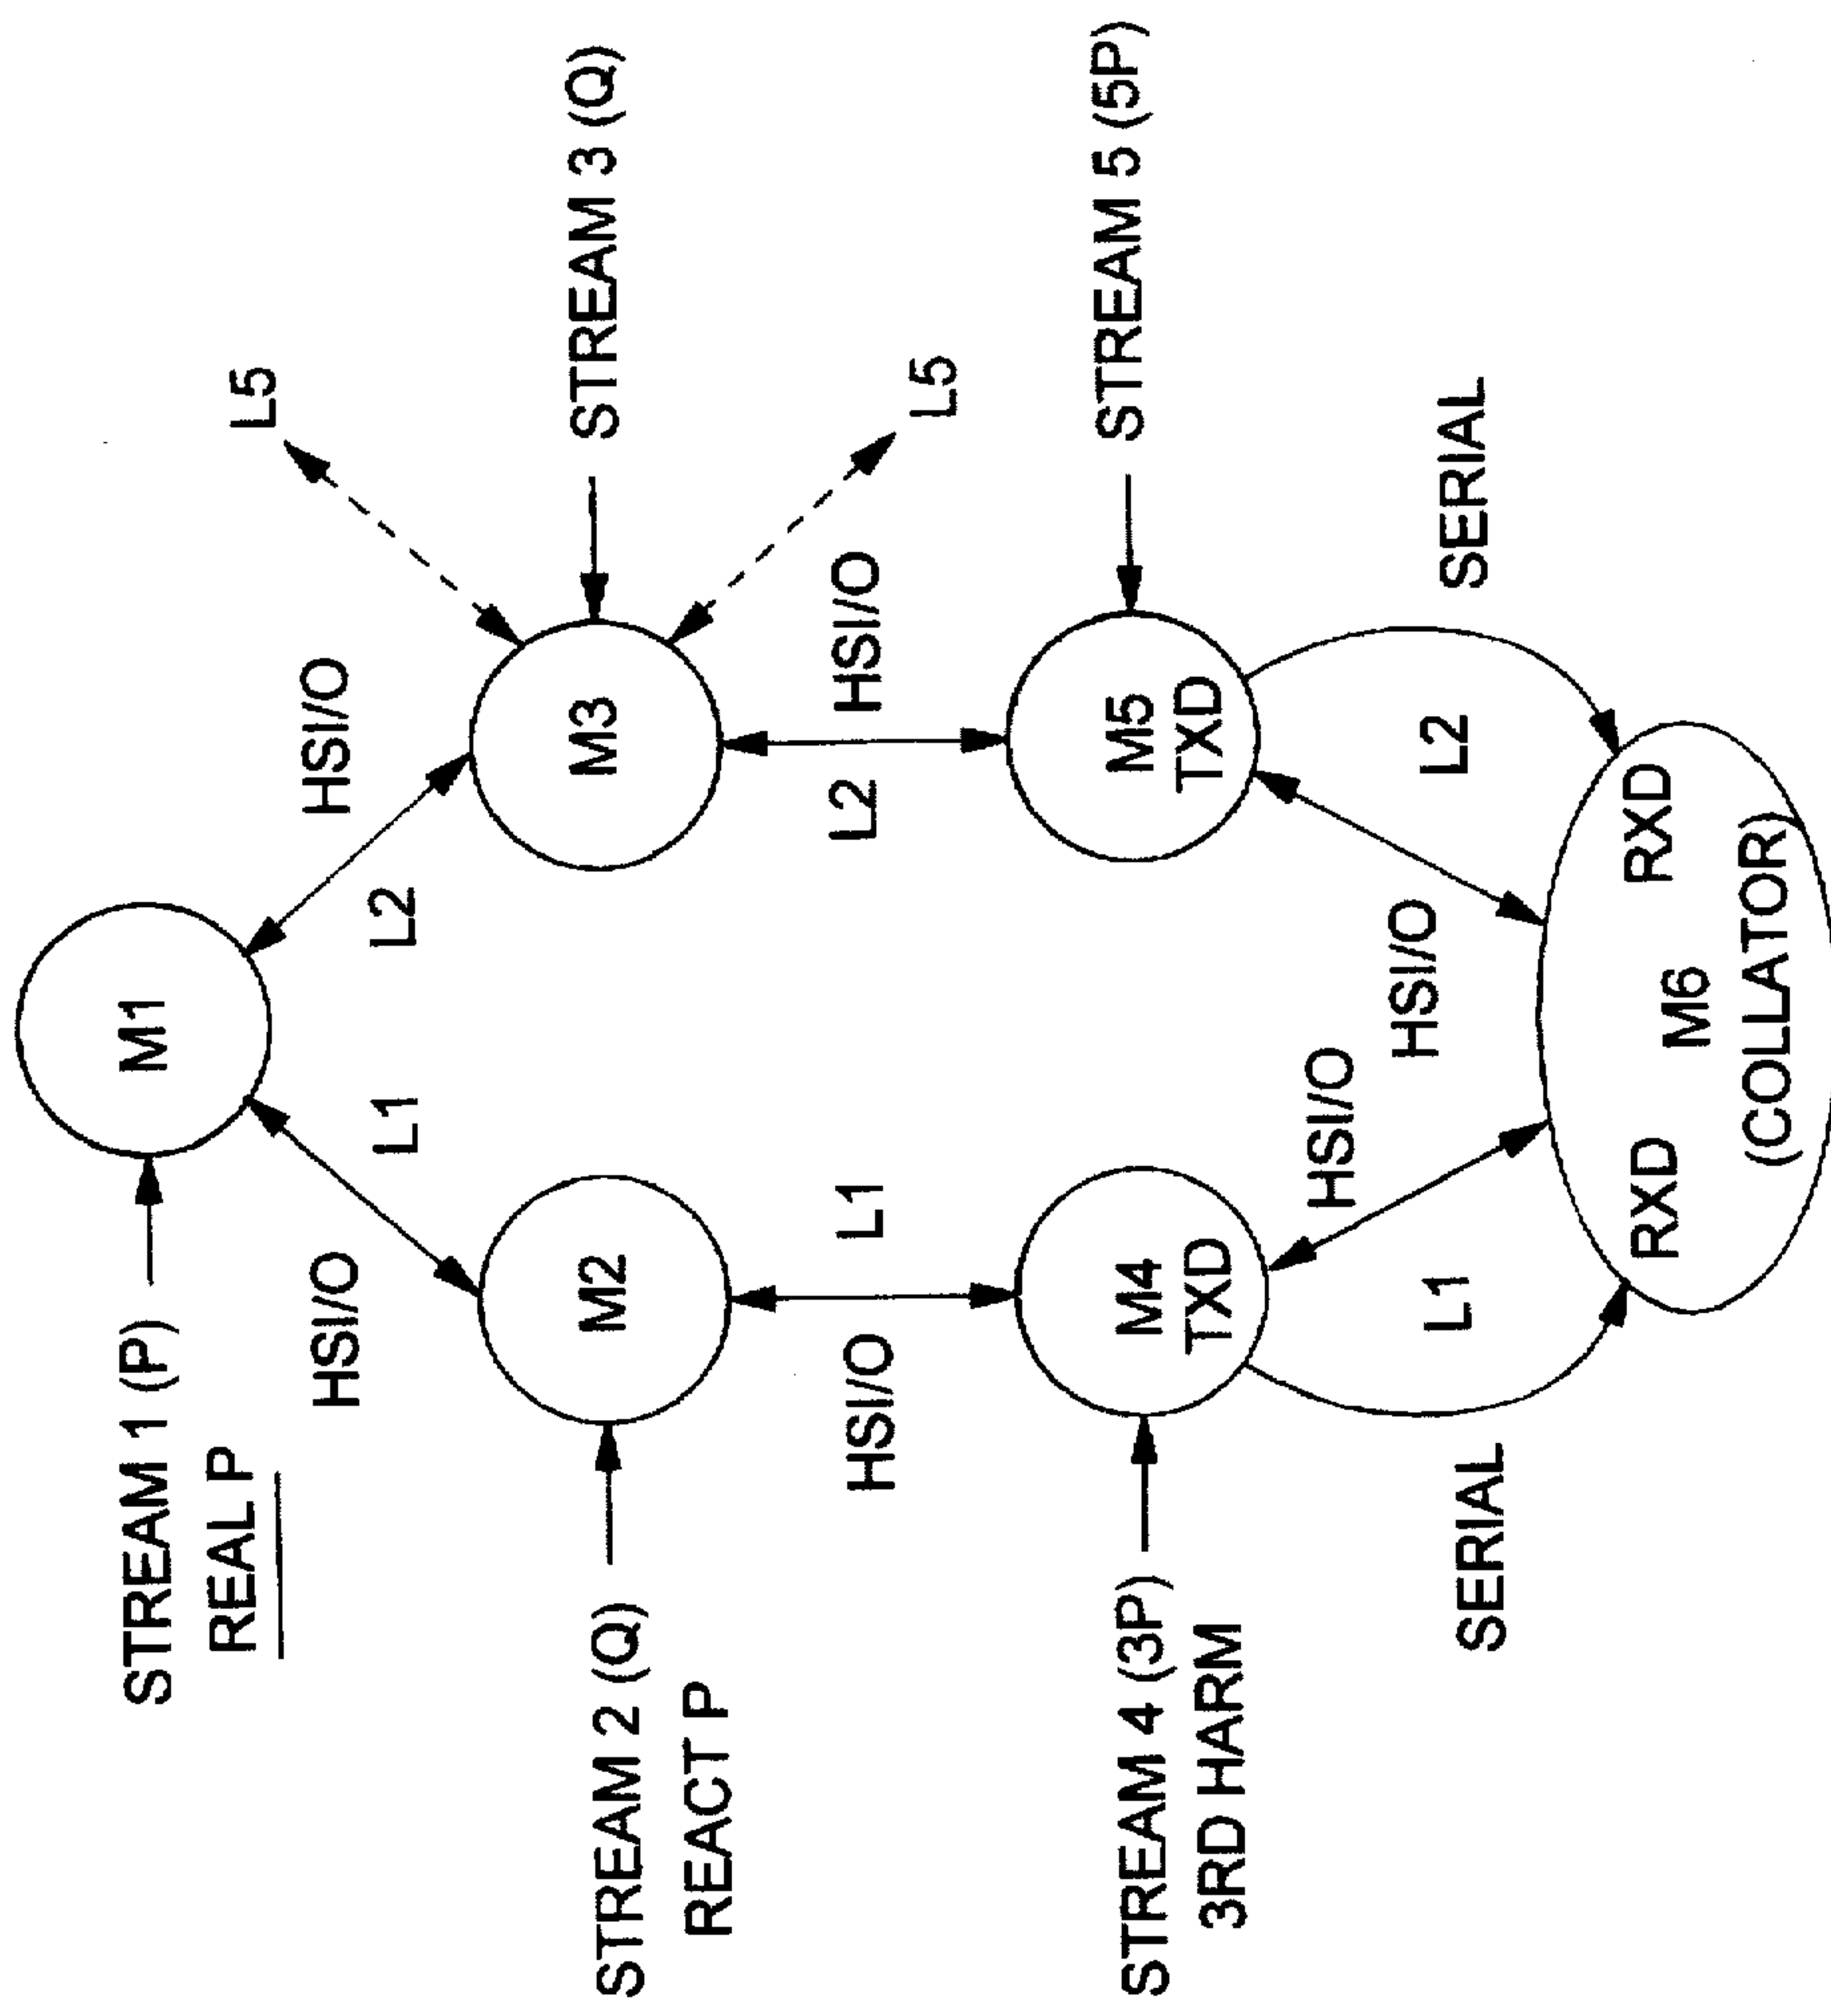 STREAM 1 (P)
REAL P
M1
L5
HSI/O
L1
L2
HSI/O
STREAM 2 (Q)
REACT P
M2
M3
STREAM 3 (Q)
HSI/O
L1
L2
HSI/O
L5
STREAM 4 (3P)
3RD HARM
M4
TXD
M5
TXD
STREAM 5 (5P)
HSI/O
HSI/O
SERIAL
L1
L2
SERIAL
RXD
RXD
M6
(COLLATOR)